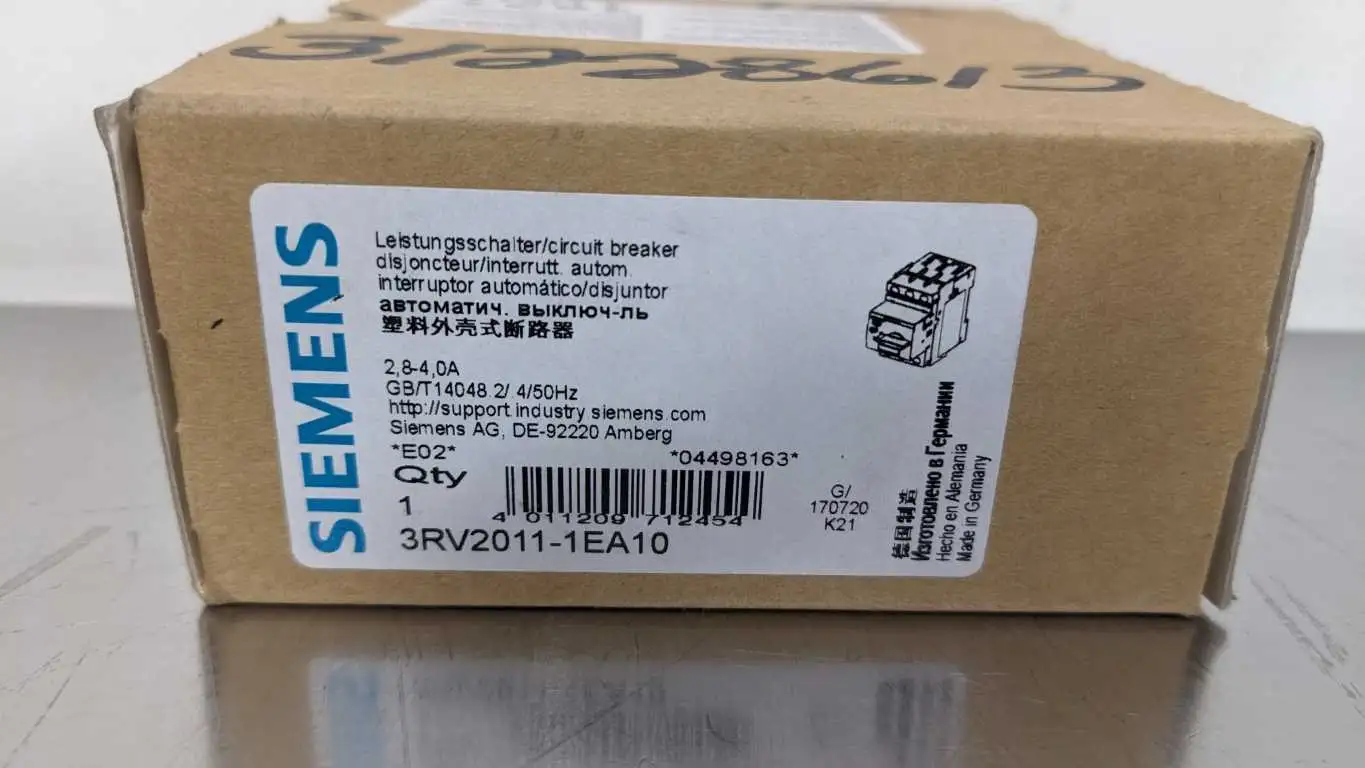 SIEMENS
Leistungsschalter/circuit breaker
disjoncteur/interrutt. autom.
interruptor automático/disjuntor
автоматич. выключ-ль
塑料外壳式断路器
2,8-4,0A
GB/T14048.2/.4/50Hz
http://support.industry.siemens.com
Siemens AG, DE-92220 Amberg
*E02*
*04498163*
Qty
1
4 011209 712454
3RV2011-1EA10
G/
170720
K21
德国制造
Изготовлено в Германии
Hecho en Alemania
Made in Germany